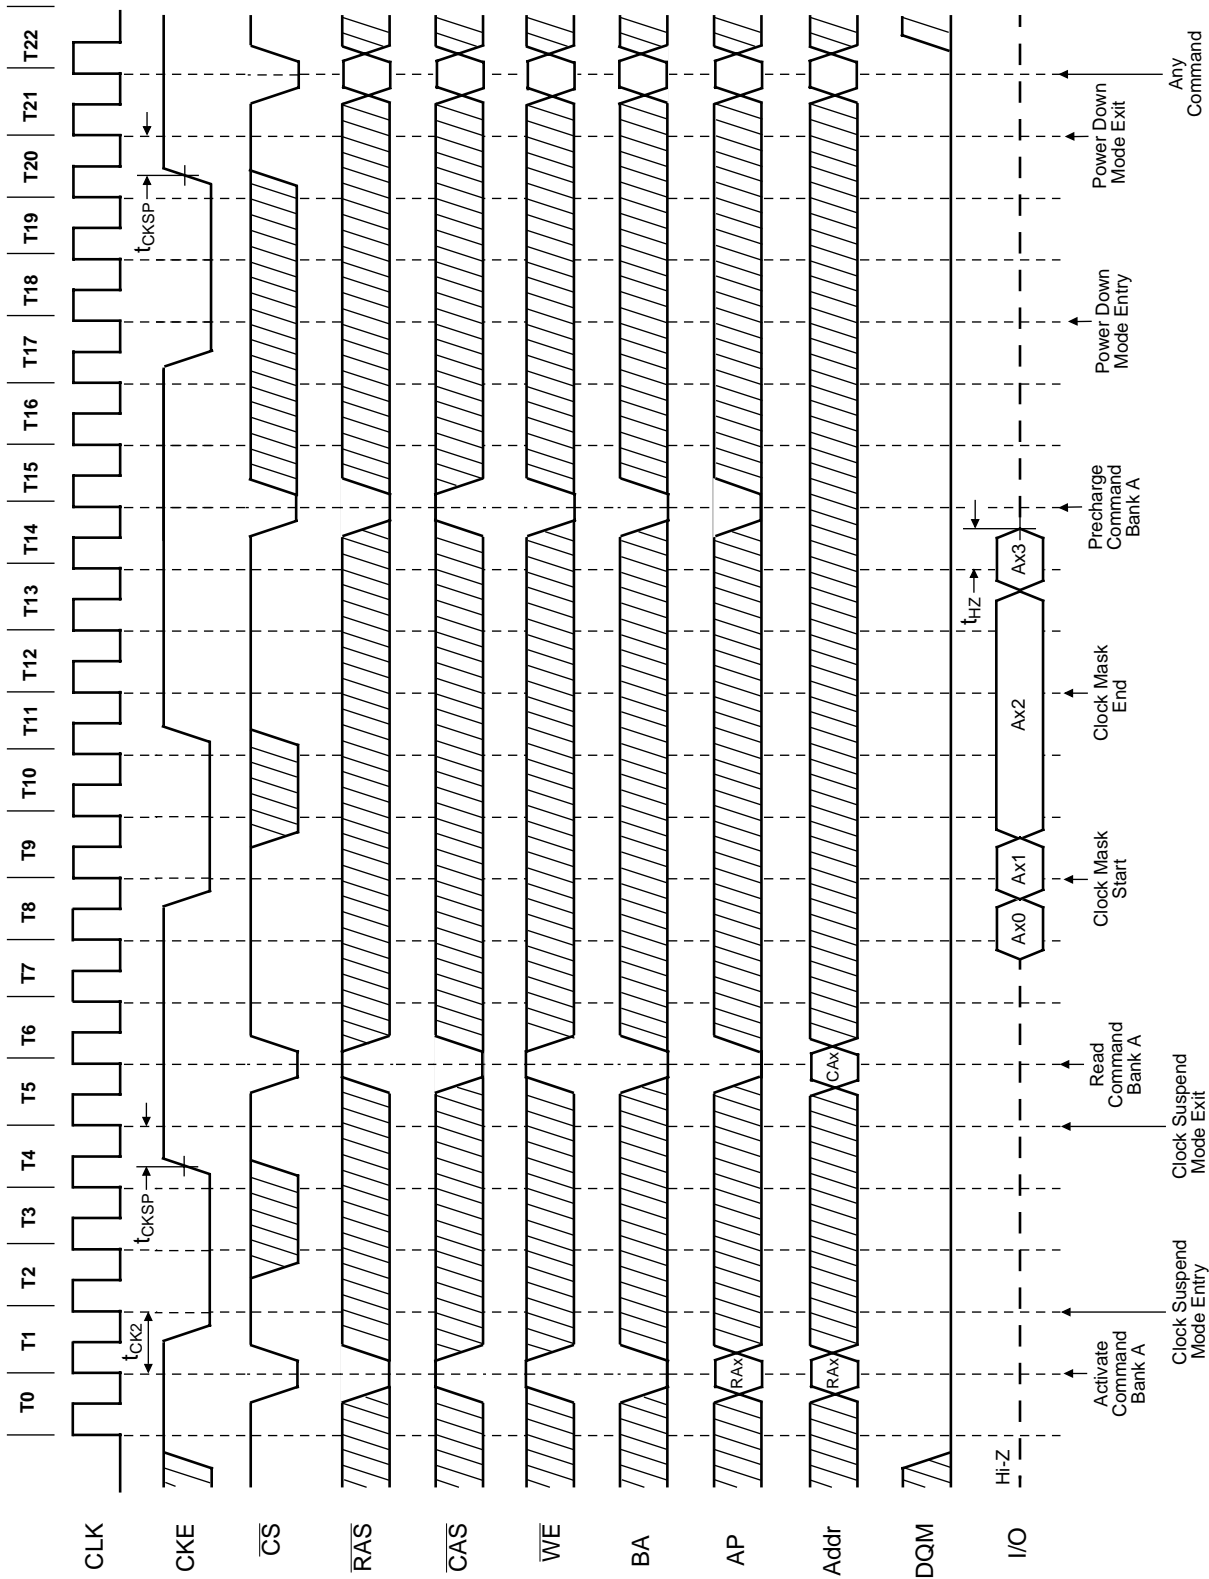 T0 T1 T2 T3 T4 T5 T6 T7 T8 T9 T10 T11 T12 T13 T14 T15 T16 T17 T18 T19 T20 T21 T22
CLK
tCK2
CKE
tCKSP
tCKSP
CS
RAS
CAS
WE
BA
AP
RAx
Addr
RAx
CAx
DQM
I/O
Hi-Z
Ax0
Ax1
Ax2
Ax3
tHZ
Activate
Command
Bank A
Clock Suspend
Mode Entry
Clock Suspend
Mode Exit
Read
Command
Bank A
Clock Mask
Start
Clock Mask
End
Precharge
Command
Bank A
Power Down
Mode Entry
Power Down
Mode Exit
Any
Command